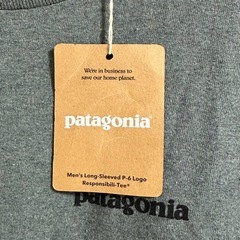 We're in business to
save our home planet.
patagonia®
Men's Long-Sleeved P-6 Logo
Responsibili-Tee®
patagonia